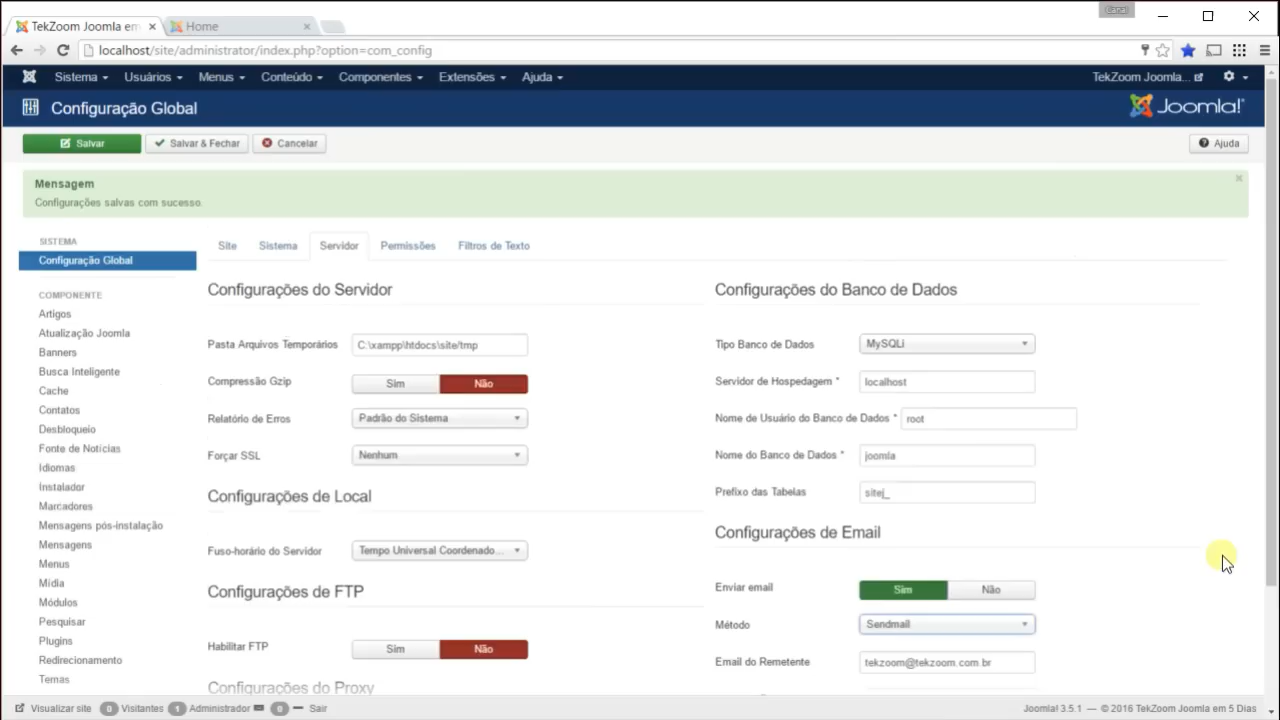 Canal
TekZoom Joomla em
Home
localhost/site/administrator/index.php?option=com_config
Sistema
Usuários
Menus
Conteúdo
Componentes
Extensões
Ajuda
TekZoom Joomla...
Configuração Global
Joomla!
Salvar
Salvar & Fechar
Cancelar
Ajuda
Mensagem
Configurações salvas com sucesso.
SISTEMA
Configuração Global
COMPONENTE
Artigos
Atualização Joomla
Banners
Busca Inteligente
Cache
Contatos
Desbloqueio
Fonte de Notícias
Idiomas
Instalador
Marcadores
Mensagens pós-instalação
Mensagens
Menus
Mídia
Módulos
Pesquisar
Plugins
Redirecionamento
Temas
Site
Sistema
Servidor
Permissões
Filtros de Texto
Configurações do Servidor
Pasta Arquivos Temporários
C:\xampp\htdocs\site/tmp
Compressão Gzip
Sim
Não
Relatório de Erros
Padrão do Sistema
Forçar SSL
Nenhum
Configurações de Local
Fuso-horário do Servidor
Tempo Universal Coordenado...
Configurações de FTP
Habilitar FTP
Sim
Não
Configurações do Proxy
Configurações do Banco de Dados
Tipo Banco de Dados
MySQLi
Servidor de Hospedagem *
localhost
Nome de Usuário do Banco de Dados *
root
Nome do Banco de Dados *
joomla
Prefixo das Tabelas
sitej_
Configurações de Email
Enviar email
Sim
Não
Método
Sendmail
Email do Remetente
tekzoom@tekzoom.com.br
Visualizar site
0 Visitantes
1 Administrador
0
Sair
Joomla! 3.5.1 — © 2016 TekZoom Joomla em 5 Dias